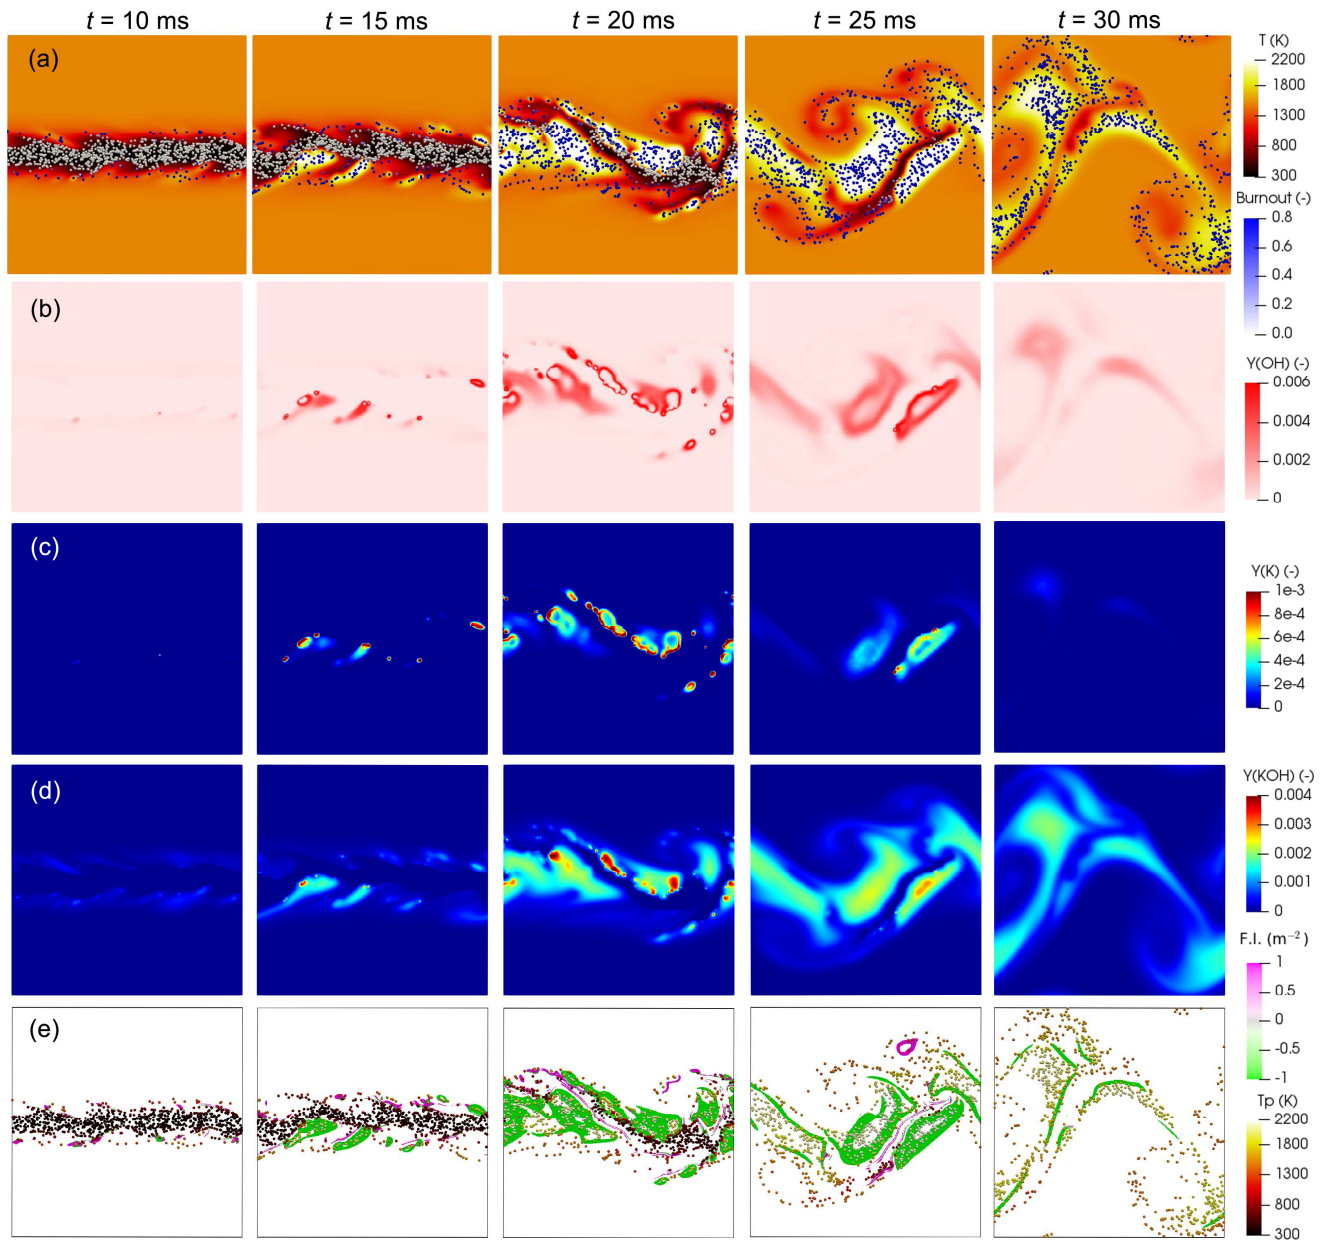 t = 10 ms
t = 15 ms
t = 20 ms
t = 25 ms
t = 30 ms
(a)
T (K)
2200
1800
1300
800
300
Burnout (-)
0.8
0.6
0.4
0.2
0.0
(b)
Y(OH) (-)
0.006
0.004
0.002
0
(c)
Y(K) (-)
1e-3
8e-4
6e-4
4e-4
2e-4
0
(d)
Y(KOH) (-)
0.004
0.003
0.002
0.001
0
F.I. (m⁻²)
1
0.5
0
-0.5
-1
(e)
Tp (K)
2200
1800
1300
800
300